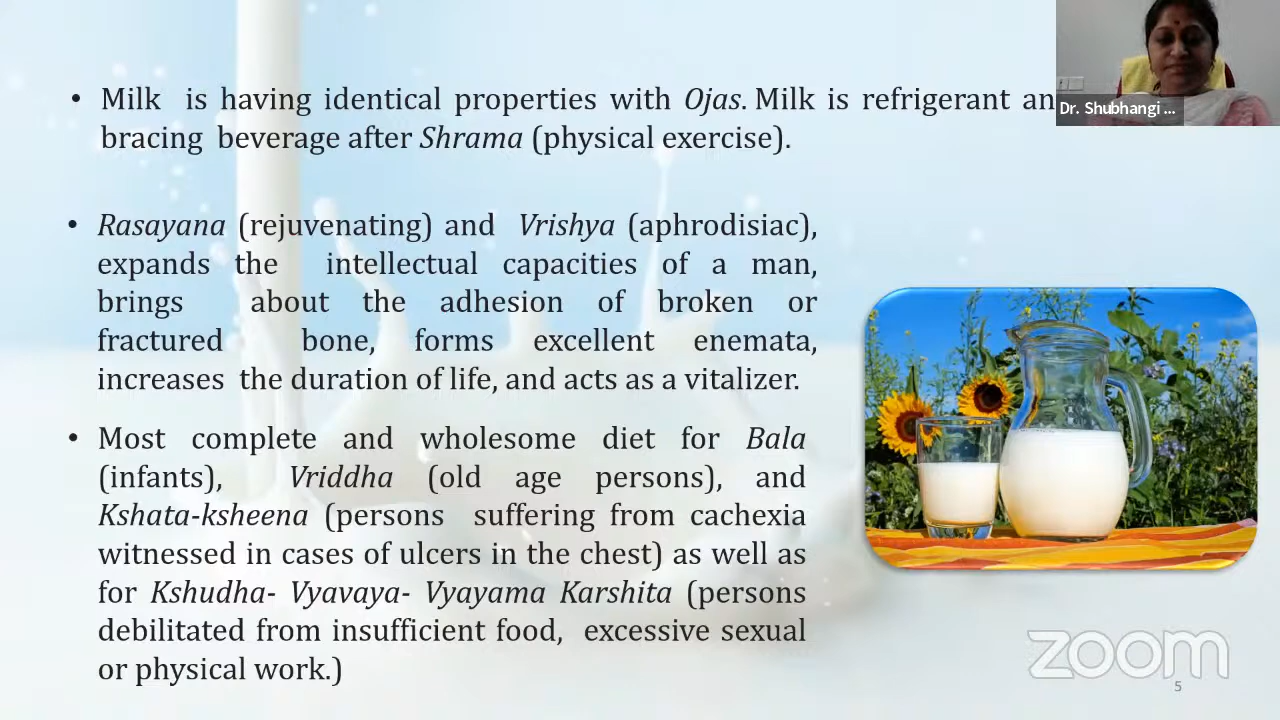 • Milk is having identical properties with Ojas. Milk is refrigerant an
bracing beverage after Shrama (physical exercise).
Dr. Shubhangi ...
• Rasayana (rejuvenating) and Vrishya (aphrodisiac),
expands the intellectual capacities of a man,
brings about the adhesion of broken or
fractured bone, forms excellent enemata,
increases the duration of life, and acts as a vitalizer.
• Most complete and wholesome diet for Bala
(infants), Vriddha (old age persons), and
Kshata-ksheena (persons suffering from cachexia
witnessed in cases of ulcers in the chest) as well as
for Kshudha- Vyavaya- Vyayama Karshita (persons
debilitated from insufficient food, excessive sexual
or physical work.)
zoom
5